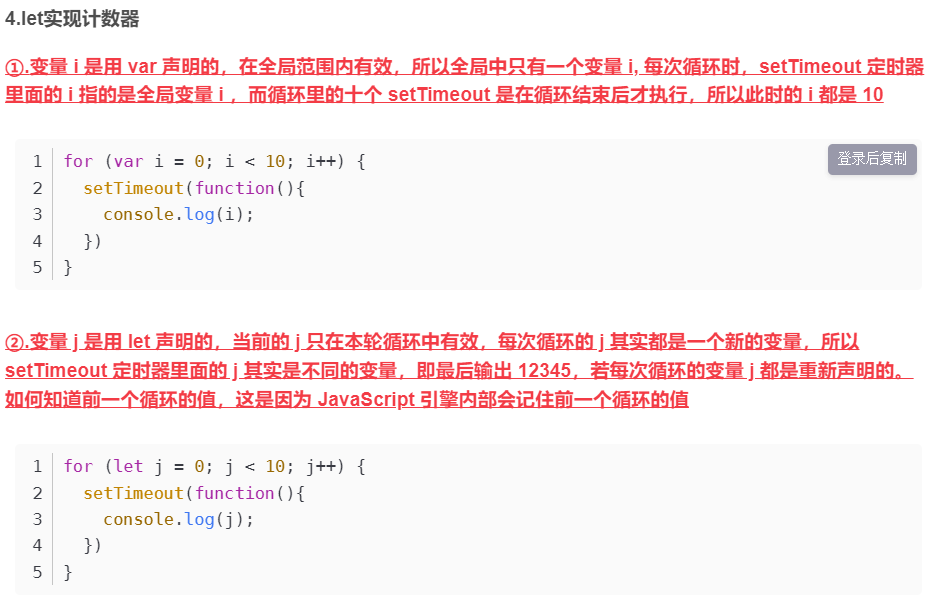 4.let实现计数器
①.变量 i 是用 var 声明的，在全局范围内有效，所以全局中只有一个变量 i, 每次循环时，setTimeout 定时器
里面的 i 指的是全局变量 i ，而循环里的十个 setTimeout 是在循环结束后才执行，所以此时的 i 都是 10
登录后复制
1 for (var i = 0; i < 10; i++) {
2   setTimeout(function(){
3     console.log(i);
4   })
5 }
②.变量 j 是用 let 声明的，当前的 j 只在本轮循环中有效，每次循环的 j 其实都是一个新的变量，所以
setTimeout 定时器里面的 j 其实是不同的变量，即最后输出 12345，若每次循环的变量 j 都是重新声明的。
如何知道前一个循环的值，这是因为 JavaScript 引擎内部会记住前一个循环的值
1 for (let j = 0; j < 10; j++) {
2   setTimeout(function(){
3     console.log(j);
4   })
5 }